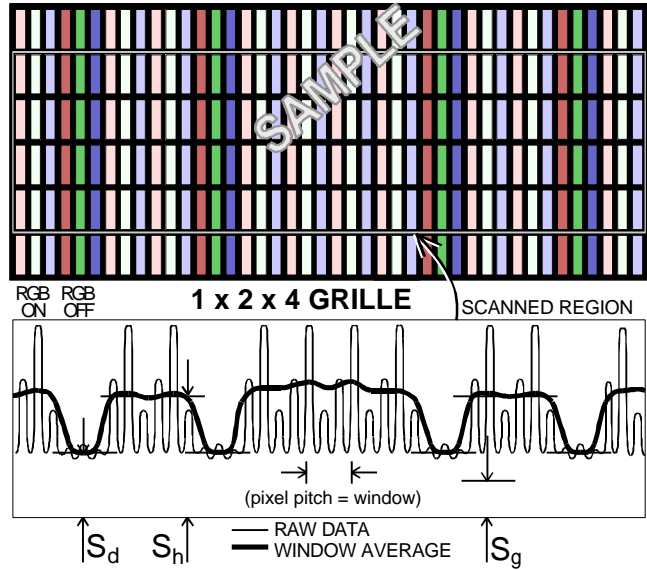 SAMPLE
RGB ON
RGB OFF
1 x 2 x 4 GRILLE
SCANNED REGION
(pixel pitch = window)
RAW DATA
WINDOW AVERAGE
Sd
Sh
Sg